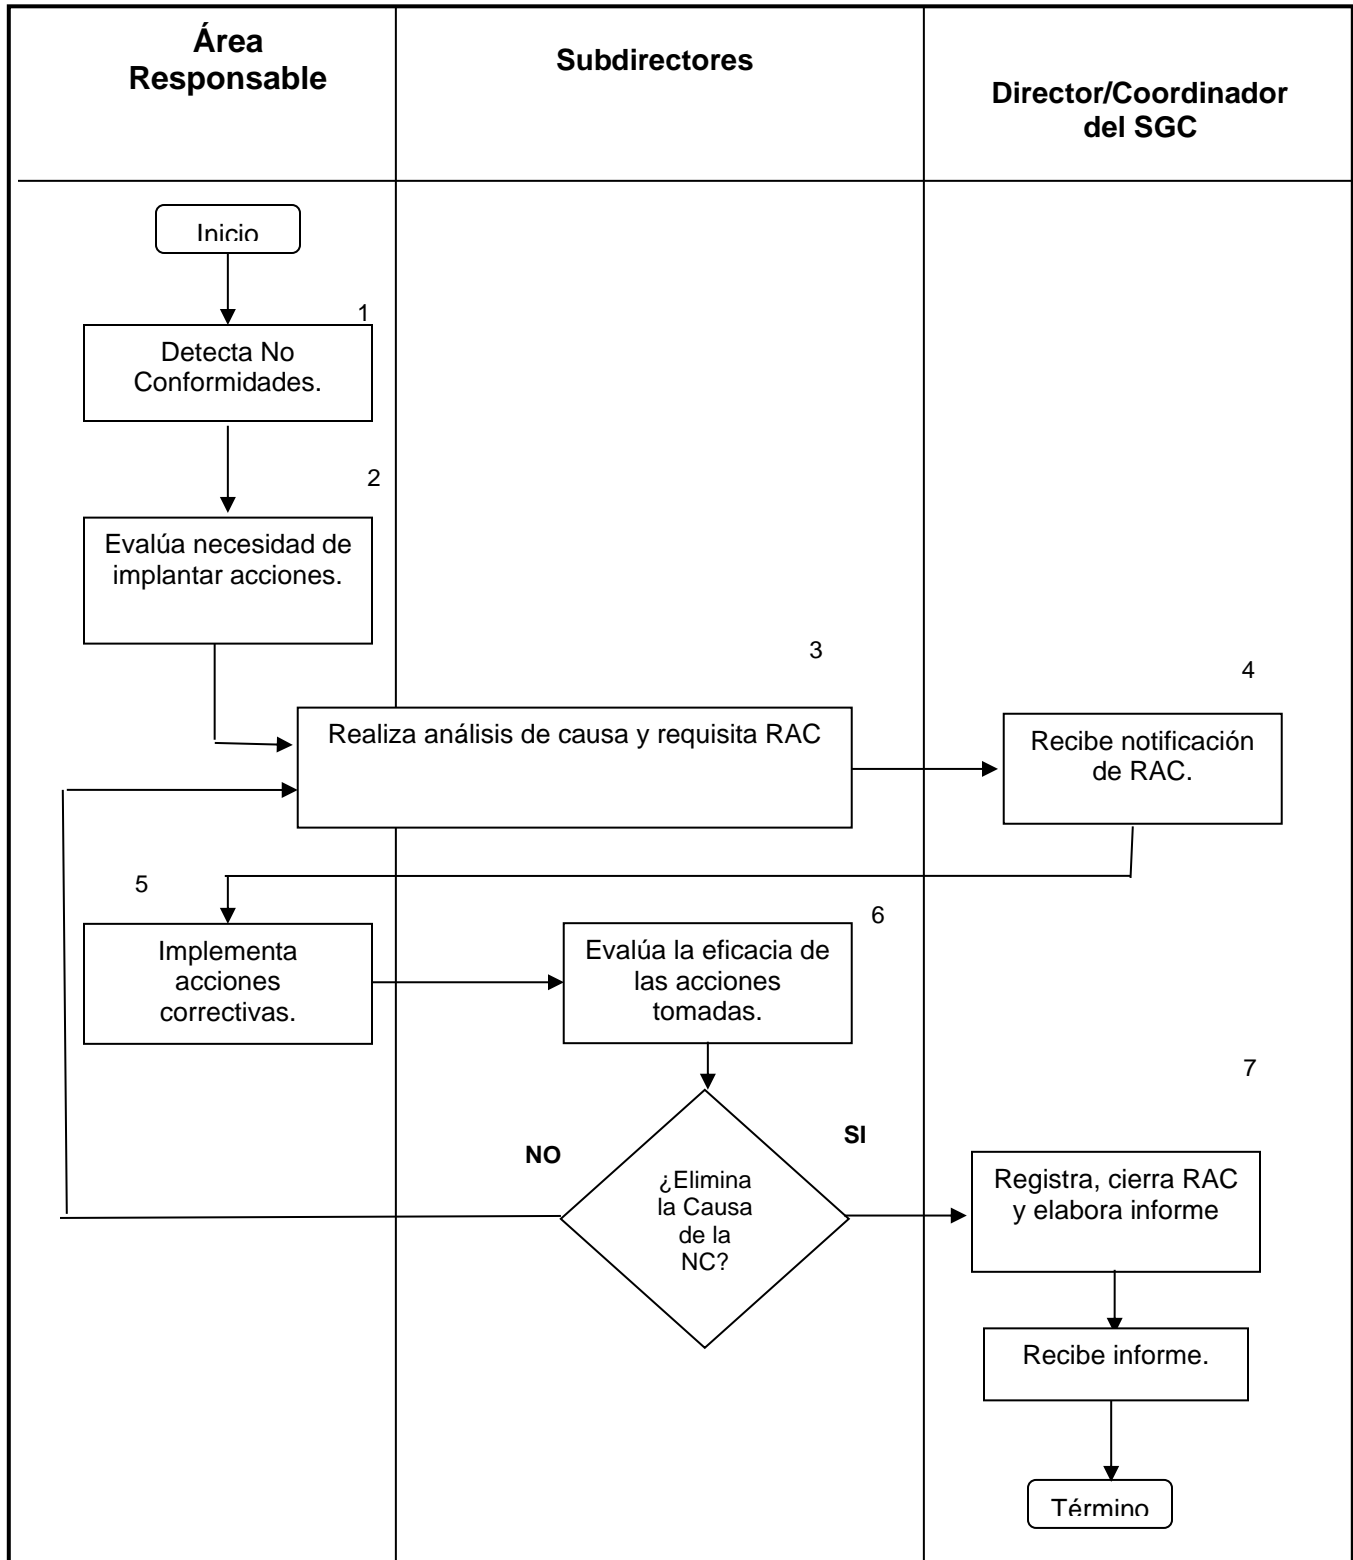 Área
Responsable
Subdirectores
Director/Coordinador
del SGC
Inicio
1
Detecta No
Conformidades.
2
Evalúa necesidad de
implantar acciones.
3
Realiza análisis de causa y requisita RAC
4
Recibe notificación
de RAC.
5
Implementa
acciones
correctivas.
6
Evalúa la eficacia de
las acciones
tomadas.
NO
SI
¿Elimina
la Causa
de la
NC?
7
Registra, cierra RAC
y elabora informe
Recibe informe.
Término